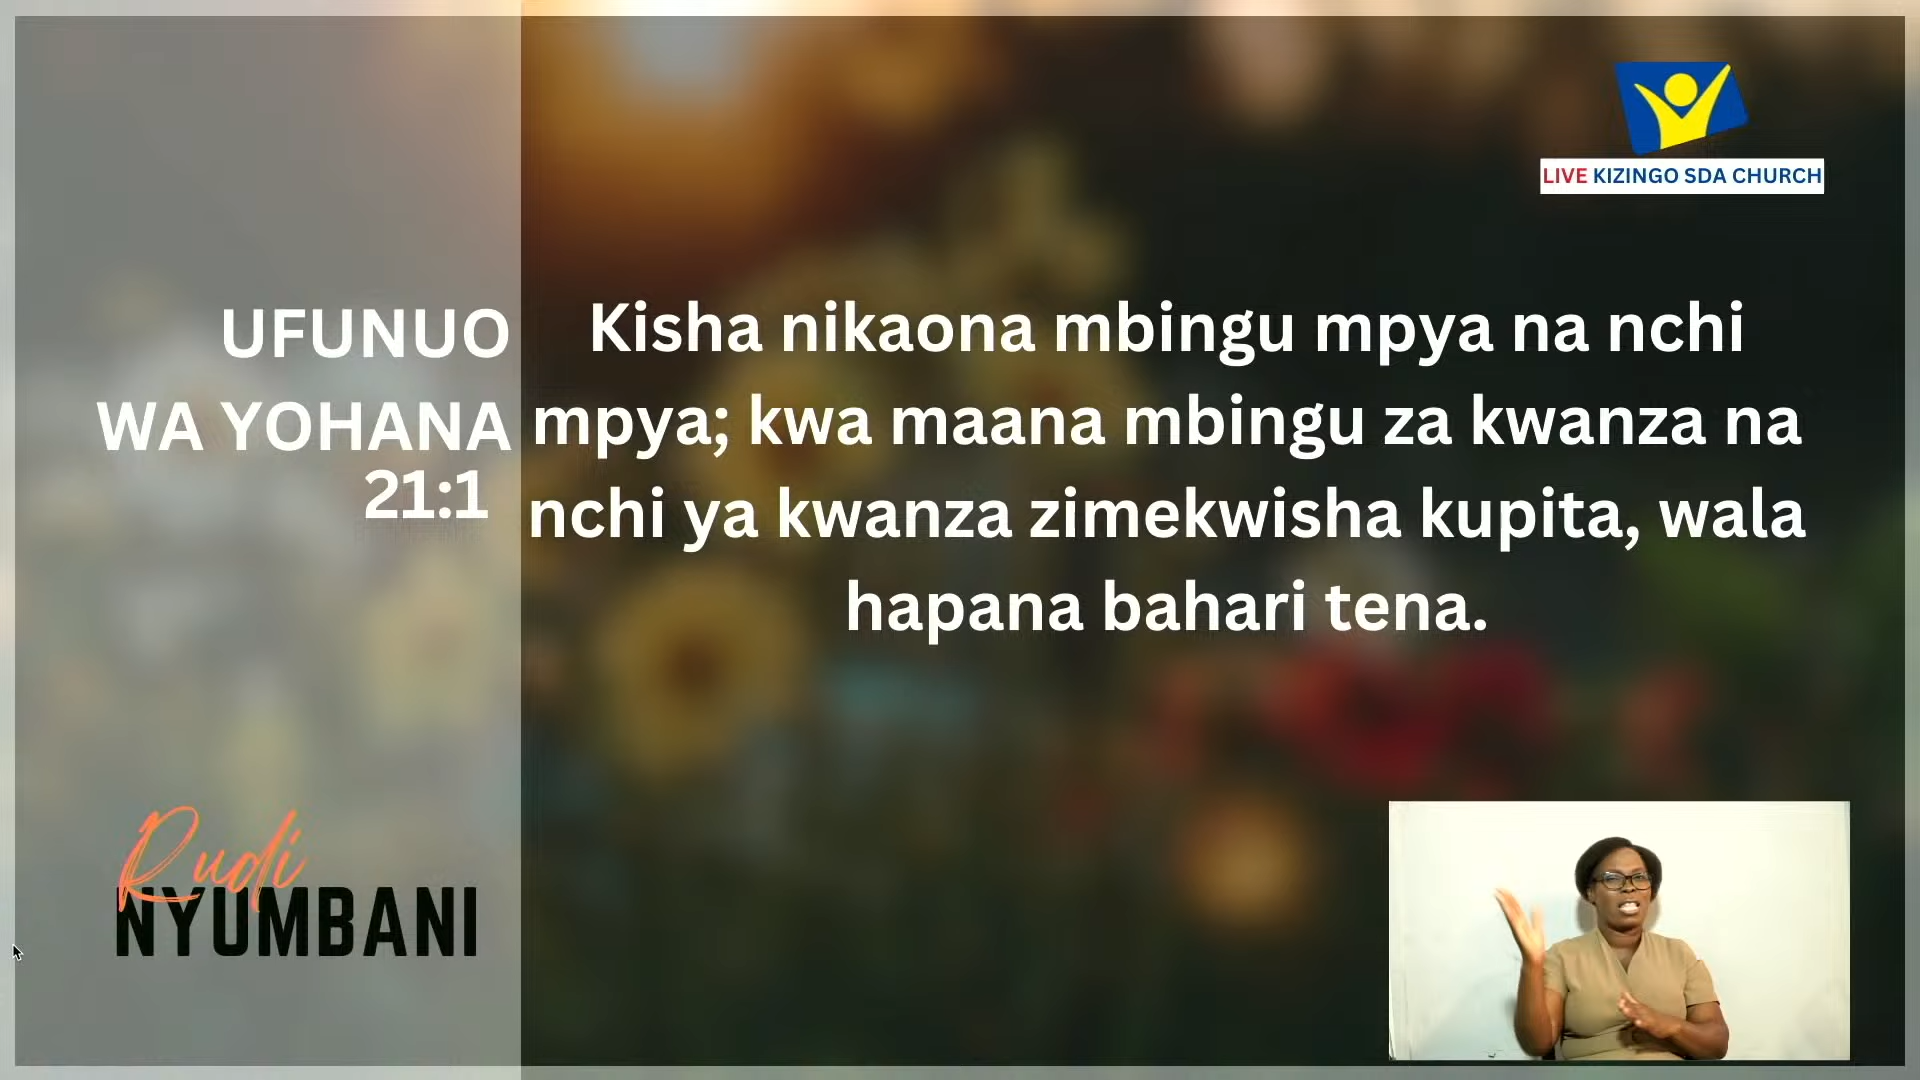 LIVE KIZINGO SDA CHURCH
UFUNUO
WA YOHANA
21:1
Kisha nikaona mbingu mpya na nchi
mpya; kwa maana mbingu za kwanza na
nchi ya kwanza zimekwisha kupita, wala
hapana bahari tena.
Rudi
NYUMBANI